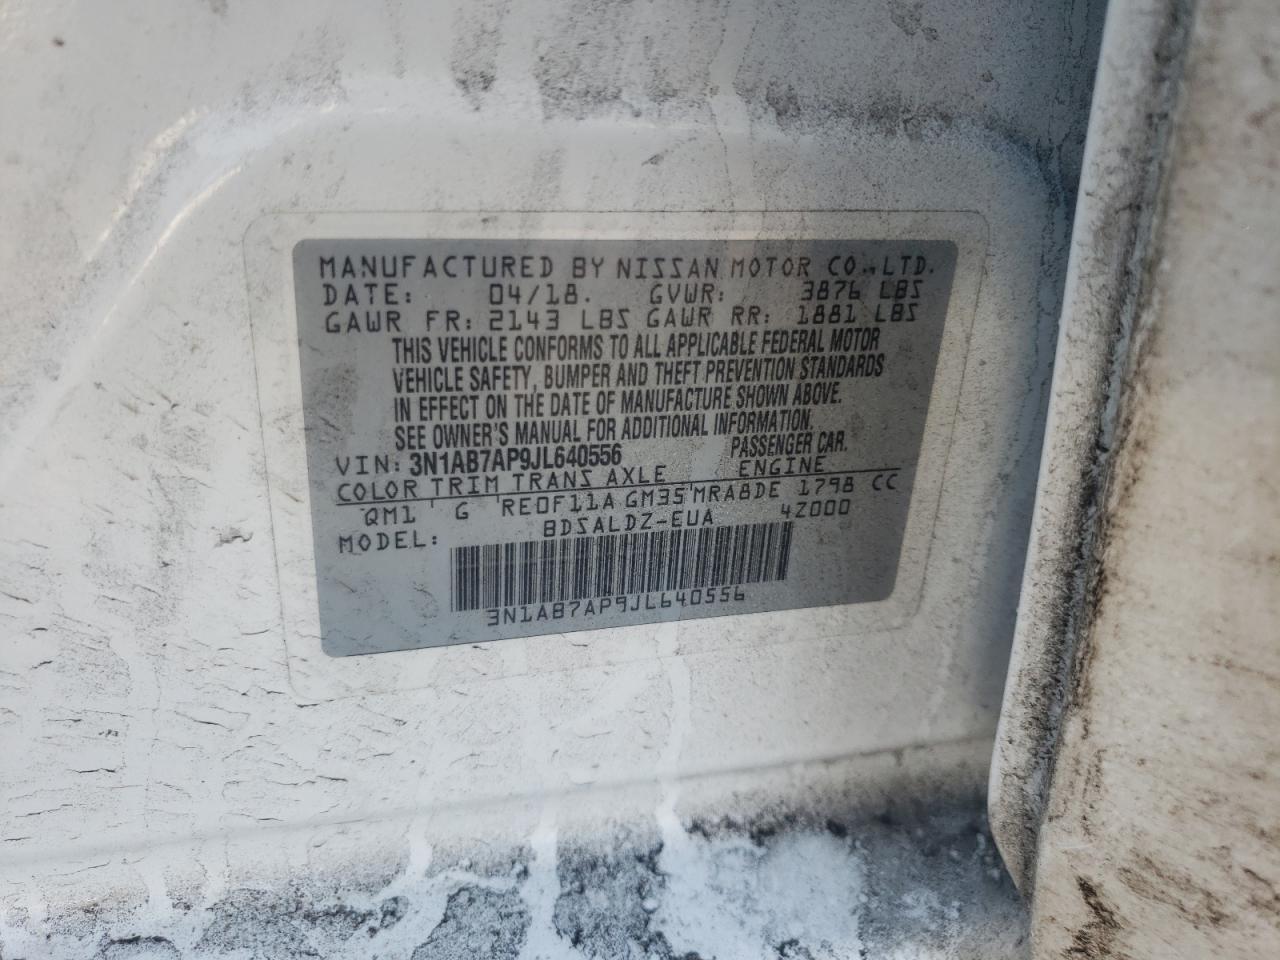 MANUFACTURED BY NISSAN MOTOR CO.,LTD.
DATE: 04/18. GVWR: 3876 LBS
GAWR FR: 2143 LBS GAWR RR: 1881 LBS
THIS VEHICLE CONFORMS TO ALL APPLICABLE FEDERAL MOTOR
VEHICLE SAFETY, BUMPER AND THEFT PREVENTION STANDARDS
IN EFFECT ON THE DATE OF MANUFACTURE SHOWN ABOVE.
SEE OWNER'S MANUAL FOR ADDITIONAL INFORMATION.
VIN: 3N1AB7AP9JL640556 PASSENGER CAR.
COLOR TRIM TRANS AXLE ENGINE
QM1 G RE0F11A GM35 MRA8DE 1798 CC
MODEL: BDSALDZ-EUA 4Z000
3N1AB7AP9JL640556